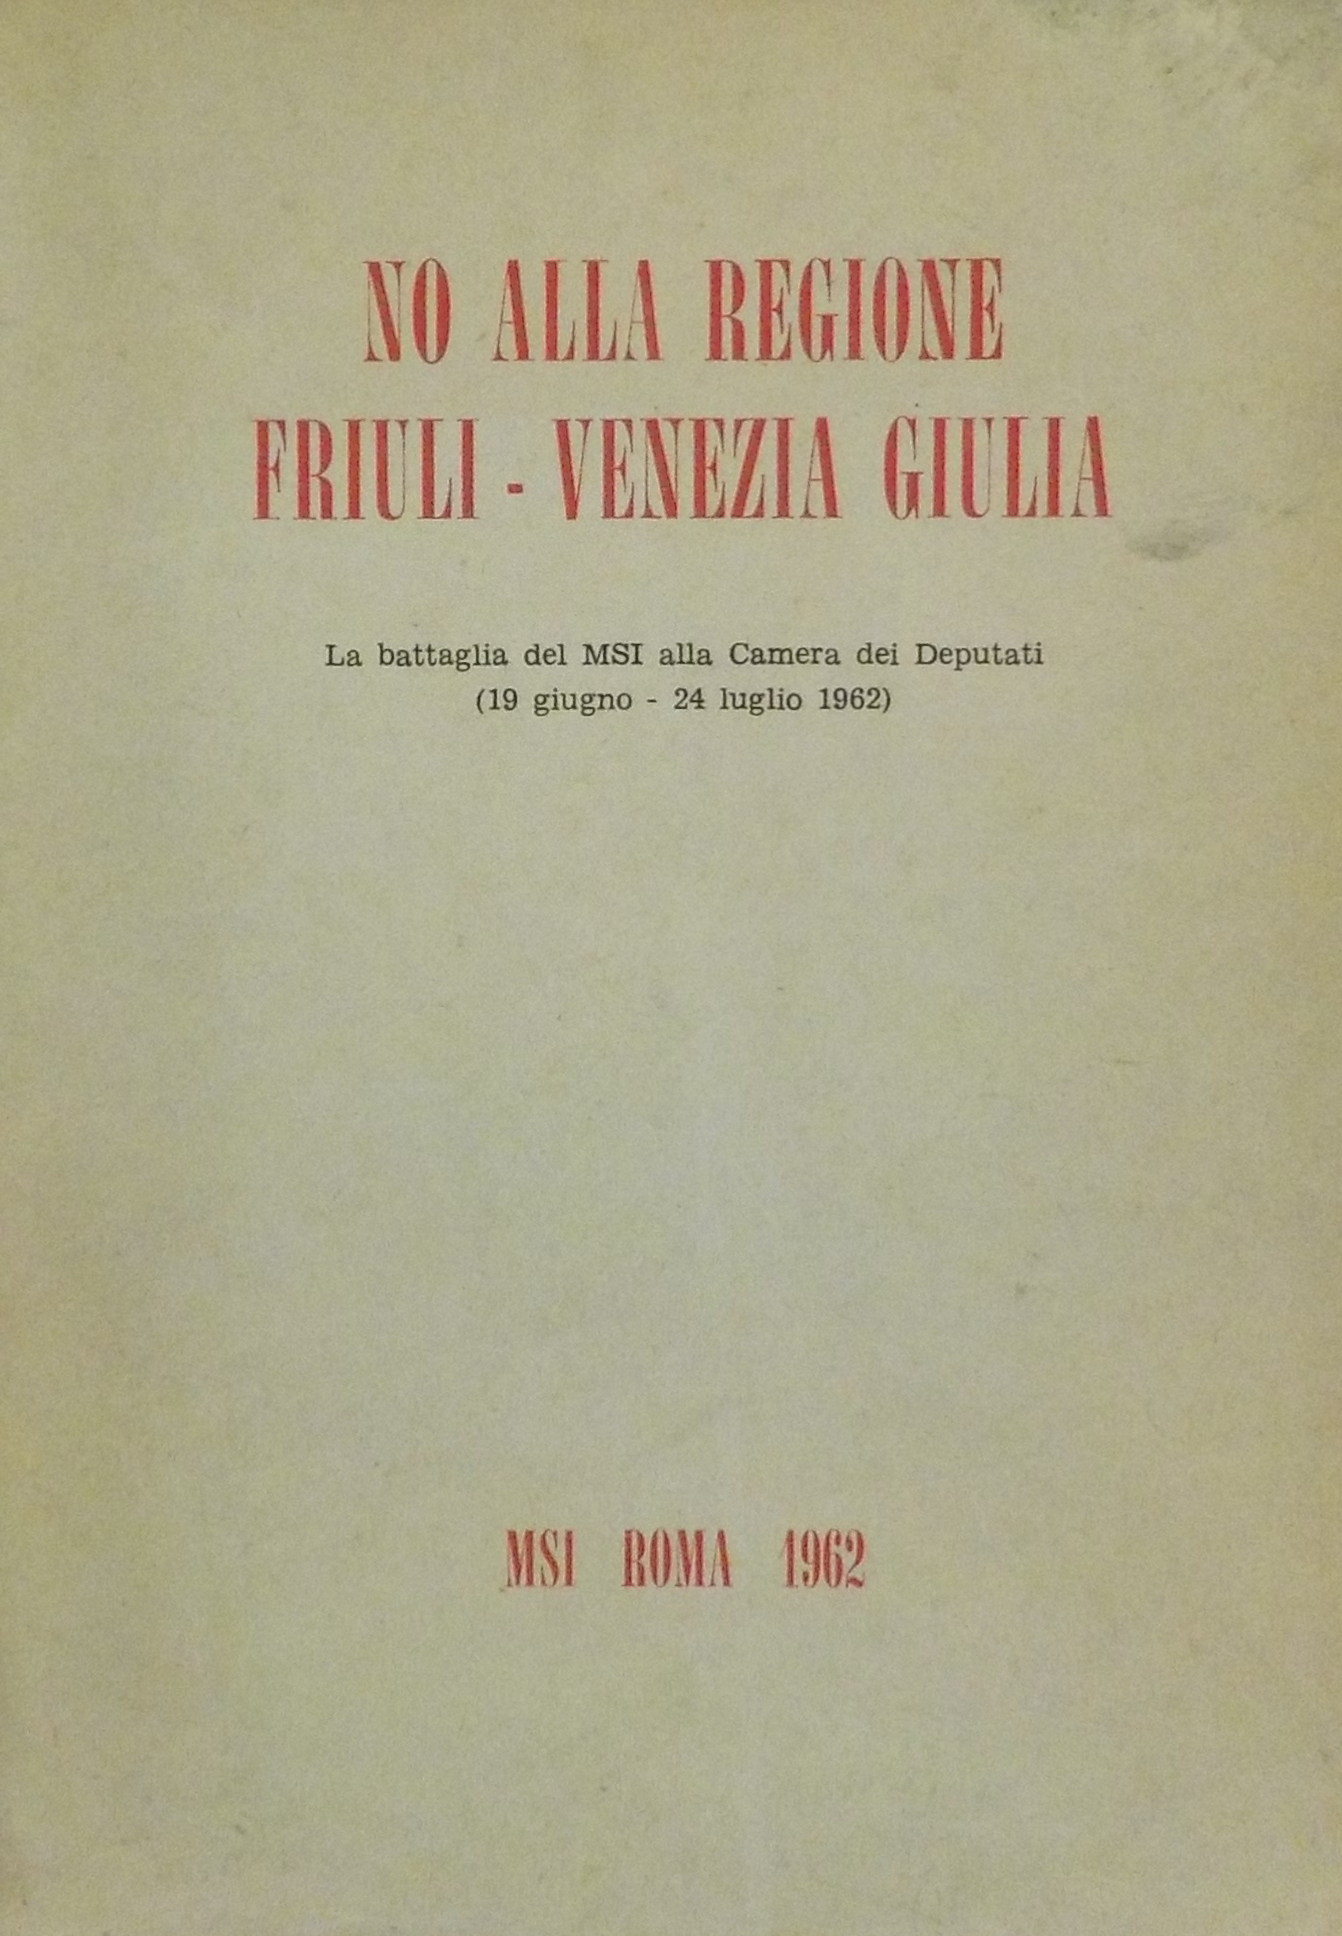 NO ALLA REGIONE
FRIULI - VENEZIA GIULIA
La battaglia del MSI alla Camera dei Deputati
(19 giugno - 24 luglio 1962)
MSI ROMA 1962